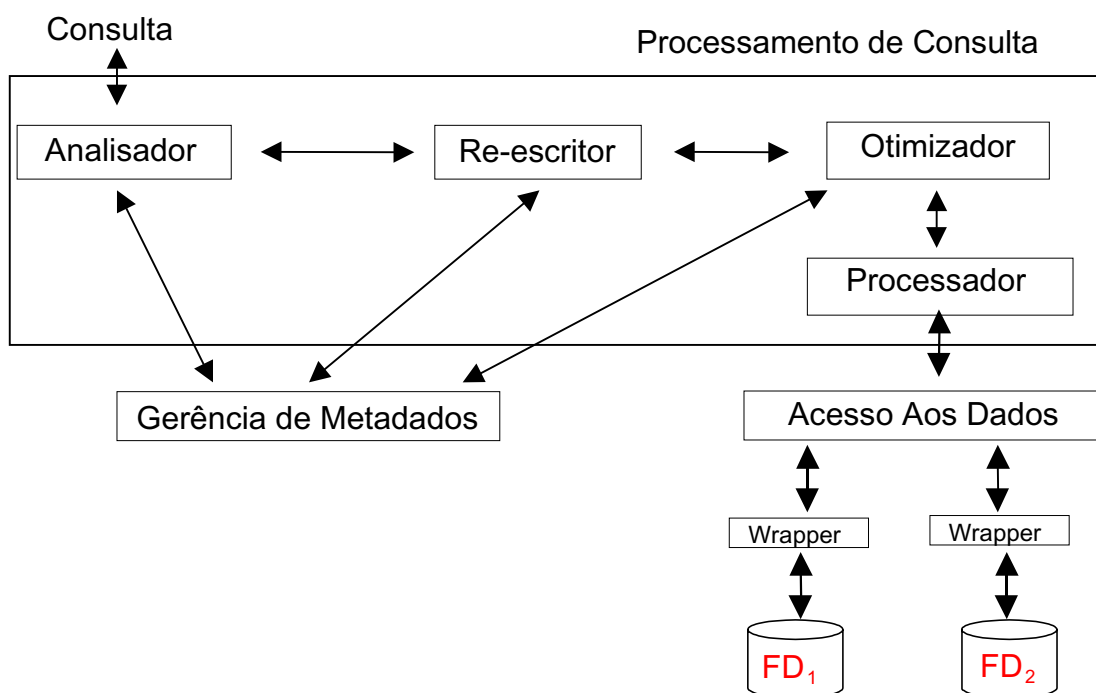 Consulta
Processamento de Consulta
Analisador
Re-escritor
Otimizador
Processador
Gerência de Metadados
Acesso Aos Dados
Wrapper
Wrapper
FD₁
FD₂